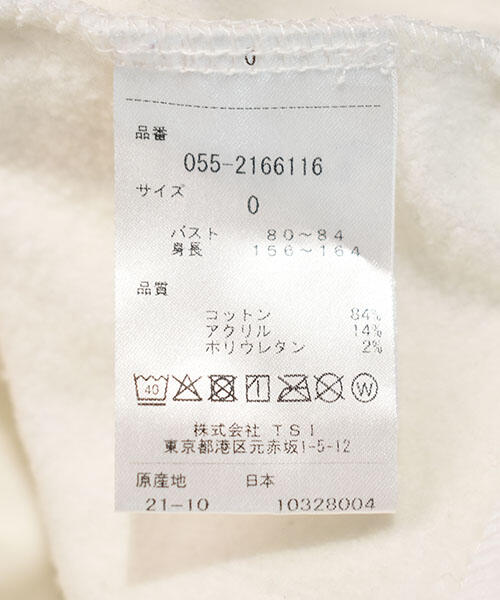 0
品番
055-2166116
サイズ
0
バスト 80～84
身長 156～164
品質
コットン 84%
アクリル 14%
ポリウレタン 2%
40 W
株式会社 TSI
東京都港区元赤坂1-5-12
原産地 日本
21-10 10328004